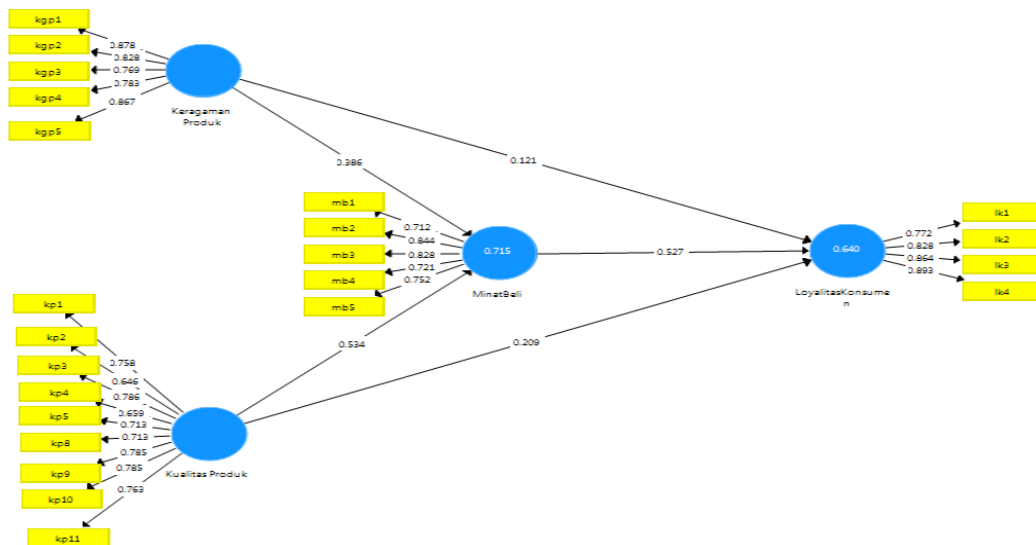 kgp1
kgp2
kgp3
kgp4
kgp5
0.878
0.828
0.769
0.783
0.867
Keragaman
Produk
0.386
0.121
mb1
mb2
mb3
mb4
mb5
0.712
0.844
0.828
0.721
0.752
0.715
MinatBeli
0.527
0.640
LoyalitasKonsume
n
0.772
0.828
0.864
0.893
lk1
lk2
lk3
lk4
0.534
0.209
kp1
kp2
kp3
kp4
kp5
kp8
kp9
kp10
kp11
0.758
0.646
0.786
0.659
0.713
0.713
0.785
0.785
0.763
Kualitas Produk